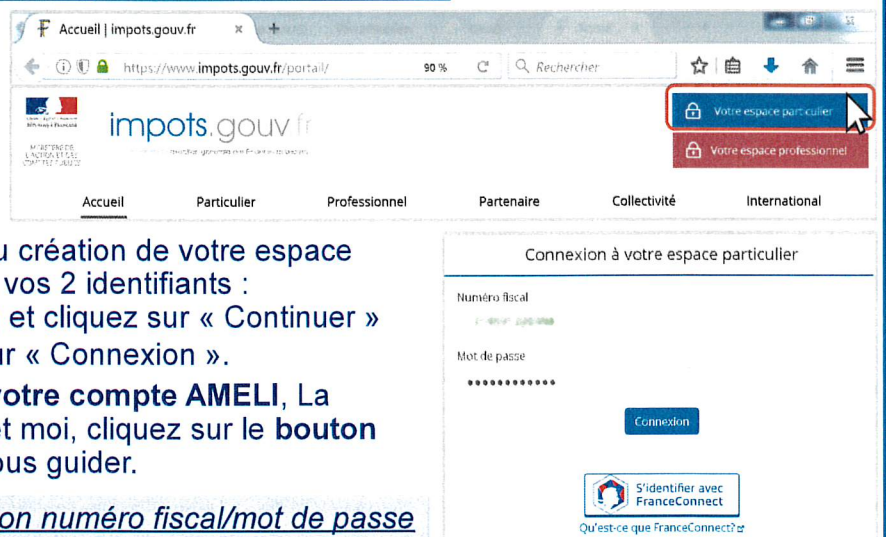 Accueil | impots.gouv.fr
https://www.impots.gouv.fr/portail/
90 %
Rechercher
impots.gouv.fr
Votre espace particulier
Votre espace professionnel
Accueil Particulier Professionnel Partenaire Collectivité International
u création de votre espace
vos 2 identifiants :
et cliquez sur « Continuer »
ur « Connexion ».
votre compte AMELI, La
et moi, cliquez sur le bouton
ous guider.
on numéro fiscal/mot de passe
Connexion à votre espace particulier
Numéro fiscal
Mot de passe
Connexion
S'identifier avec
FranceConnect
Qu'est-ce que FranceConnect?